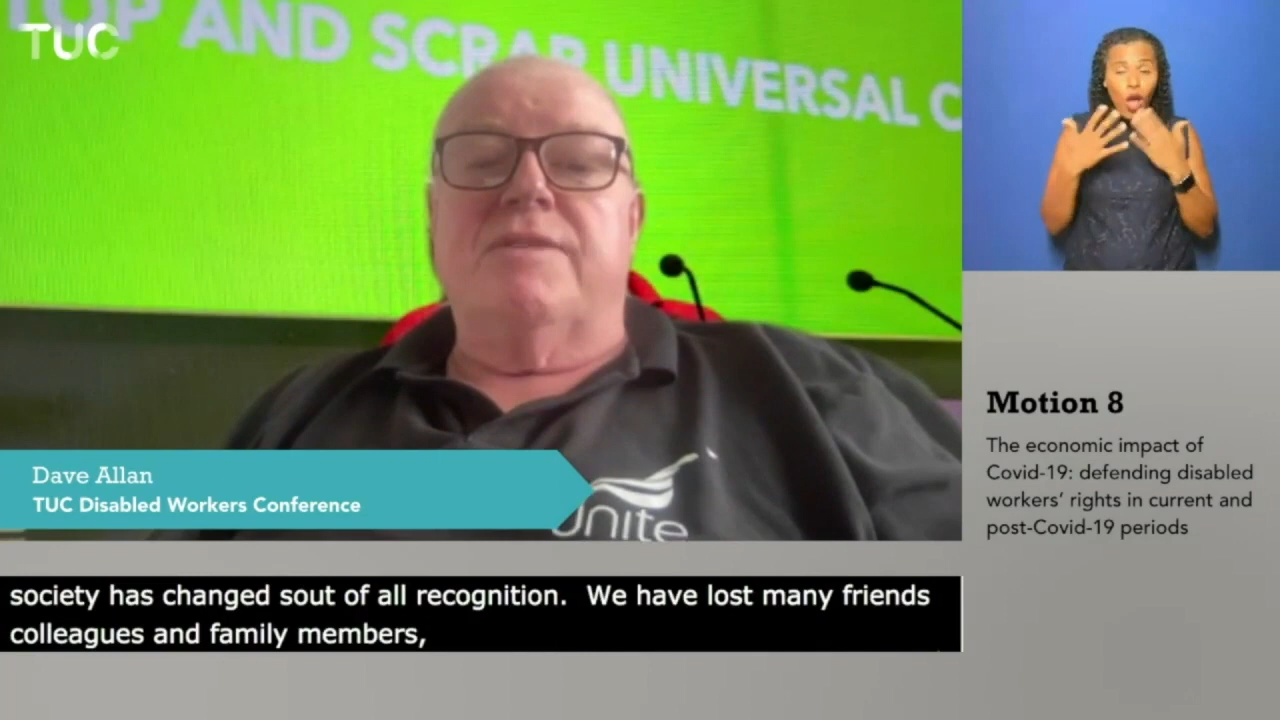 TOP AND SCRAP UNIVERSAL C
TUC
Dave Allan
TUC Disabled Workers Conference
unite
Motion 8
The economic impact of
Covid-19: defending disabled
workers’ rights in current and
post-Covid-19 periods
society has changed sout of all recognition.  We have lost many friends
colleagues and family members,